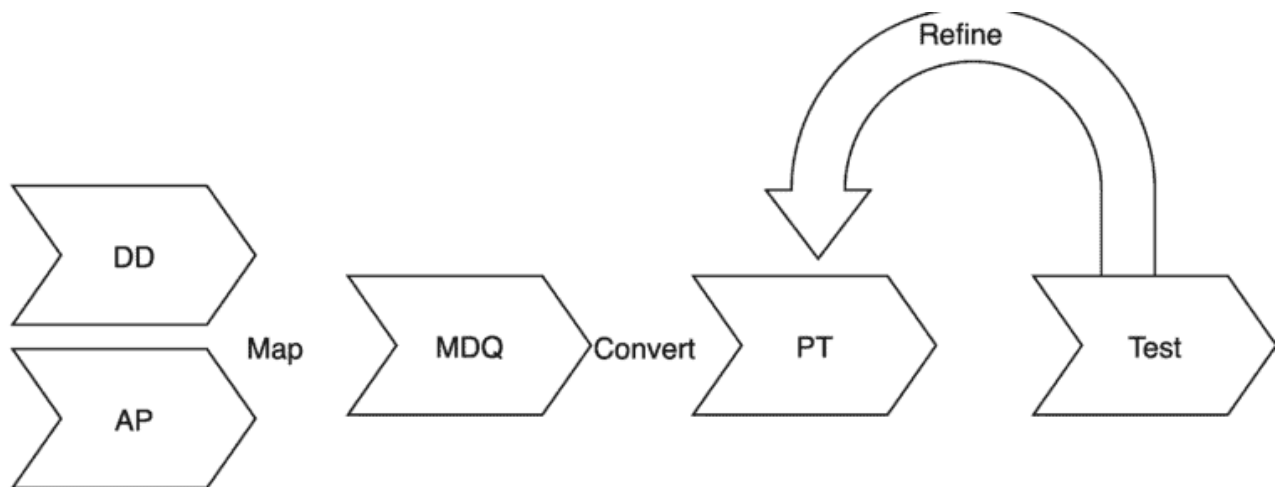 Refine
DD
Map
AP
MDQ
Convert
PT
Test